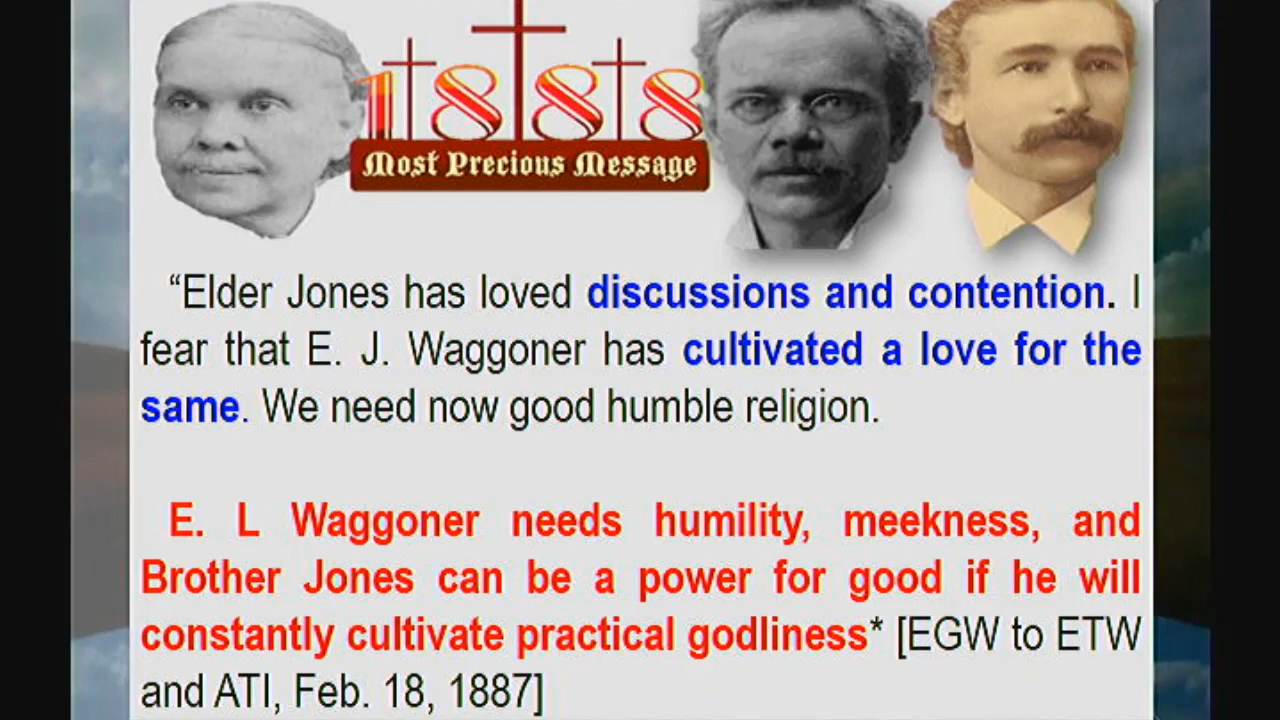 1888
Most Precious Message
“Elder Jones has loved discussions and contention. I
fear that E. J. Waggoner has cultivated a love for the
same. We need now good humble religion.
E. L Waggoner needs humility, meekness, and
Brother Jones can be a power for good if he will
constantly cultivate practical godliness* [EGW to ETW
and ATI, Feb. 18, 1887]